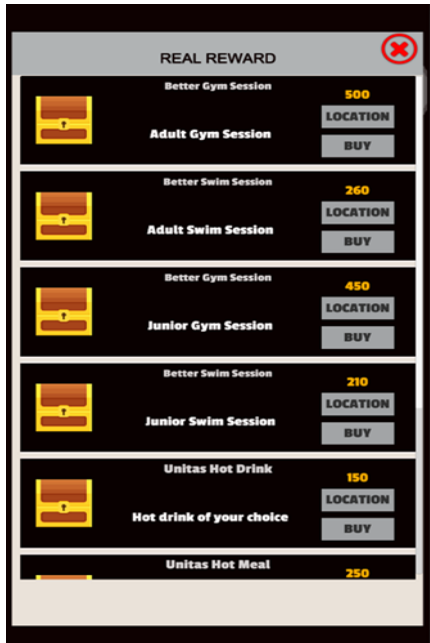 REAL REWARD
Better Gym Session
500
LOCATION
Adult Gym Session
BUY
Better Swim Session
260
LOCATION
Adult Swim Session
BUY
Better Gym Session
450
LOCATION
Junior Gym Session
BUY
Better Swim Session
210
LOCATION
Junior Swim Session
BUY
Unitas Hot Drink
150
LOCATION
Hot drink of your choice
BUY
Unitas Hot Meal
250